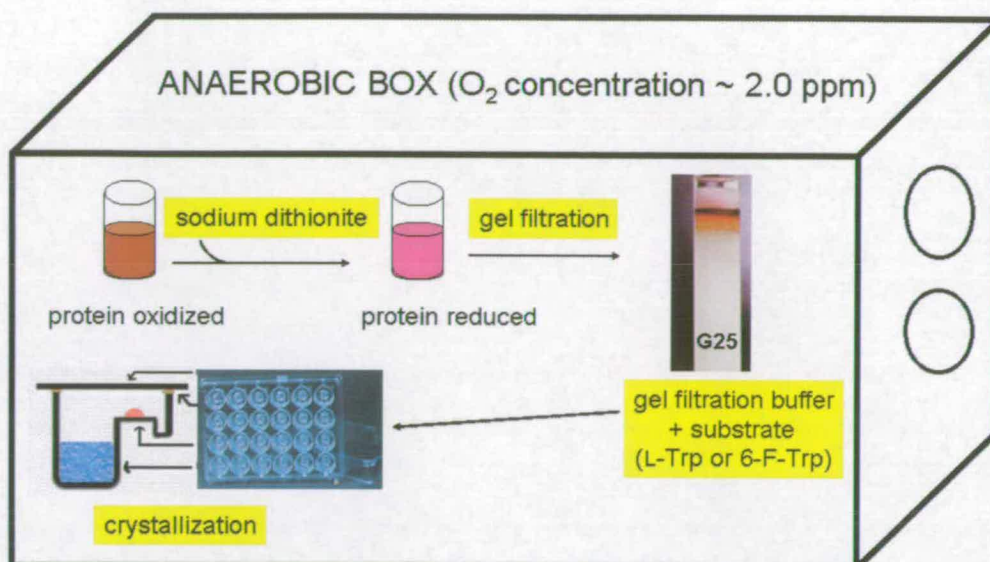 ANAEROBIC BOX (O₂ concentration ~ 2.0 ppm)
sodium dithionite
gel filtration
protein oxidized
protein reduced
G25
gel filtration buffer
+ substrate
(L-Trp or 6-F-Trp)
crystallization